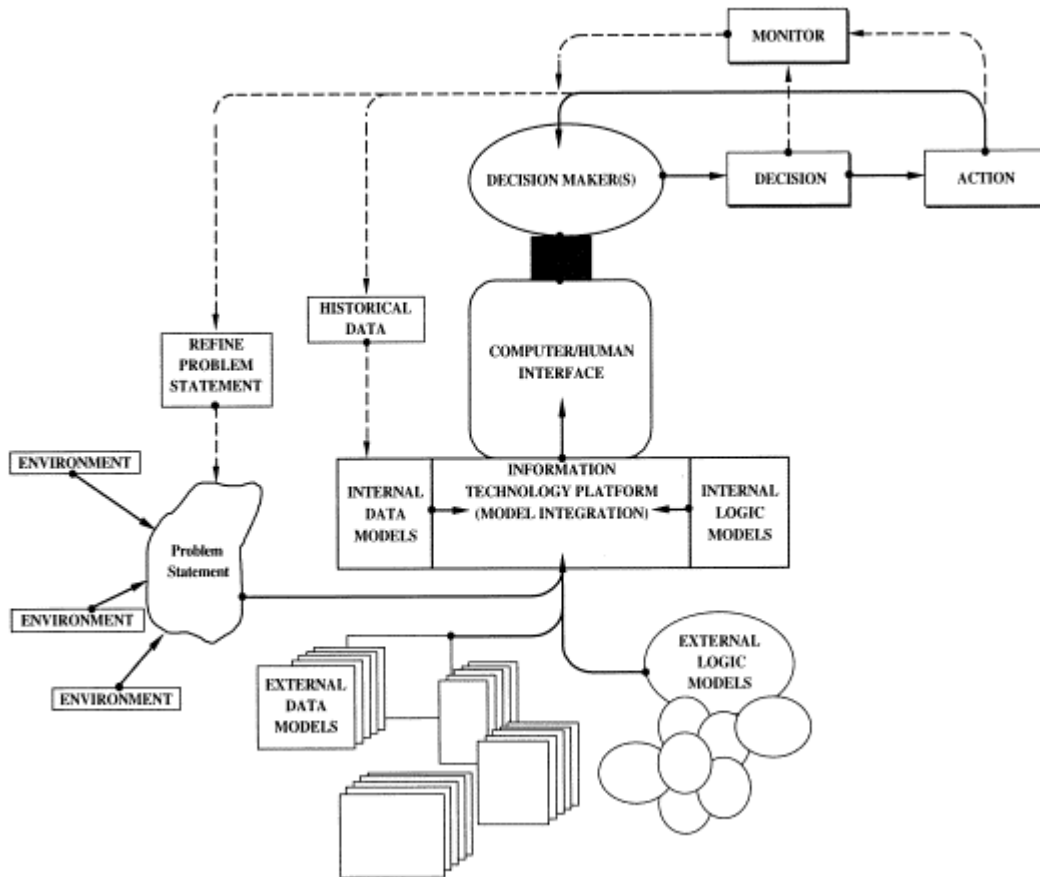 MONITOR
DECISION MAKER(S)
DECISION
ACTION
HISTORICAL
DATA
REFINE
PROBLEM
STATEMENT
COMPUTER/HUMAN
INTERFACE
ENVIRONMENT
INTERNAL
DATA
MODELS
INFORMATION
TECHNOLOGY PLATFORM
(MODEL INTEGRATION)
INTERNAL
LOGIC
MODELS
Problem
Statement
ENVIRONMENT
ENVIRONMENT
EXTERNAL
DATA
MODELS
EXTERNAL
LOGIC
MODELS